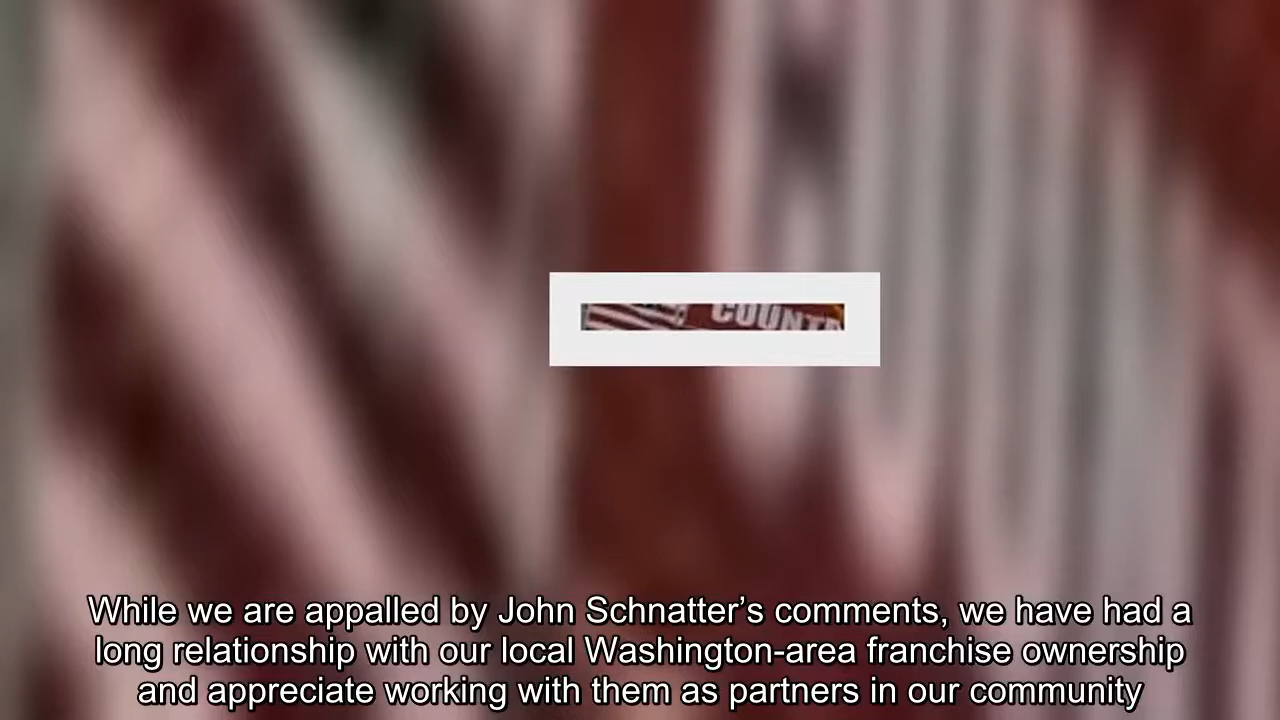 COUNT
While we are appalled by John Schnatter’s comments, we have had a
long relationship with our local Washington-area franchise ownership
and appreciate working with them as partners in our community